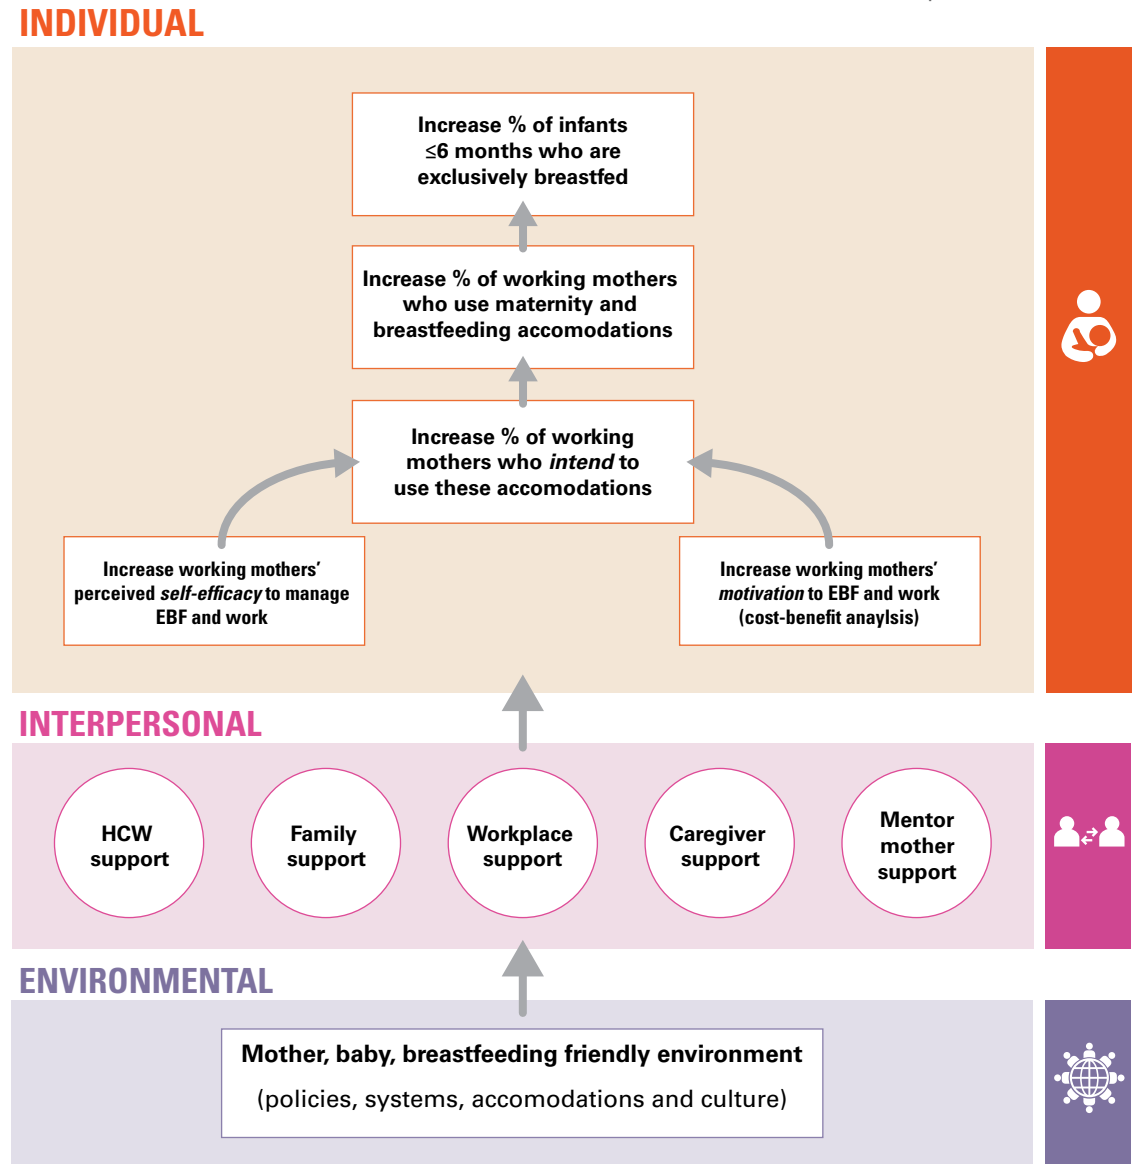 INDIVIDUAL
Increase % of infants
≤6 months who are
exclusively breastfed
Increase % of working mothers
who use maternity and
breastfeeding accomodations
Increase % of working
mothers who intend to
use these accomodations
Increase working mothers'
perceived self-efficacy to manage
EBF and work
Increase working mothers'
motivation to EBF and work
(cost-benefit anaylsis)
INTERPERSONAL
HCW
support
Family
support
Workplace
support
Caregiver
support
Mentor
mother
support
ENVIRONMENTAL
Mother, baby, breastfeeding friendly environment
(policies, systems, accomodations and culture)